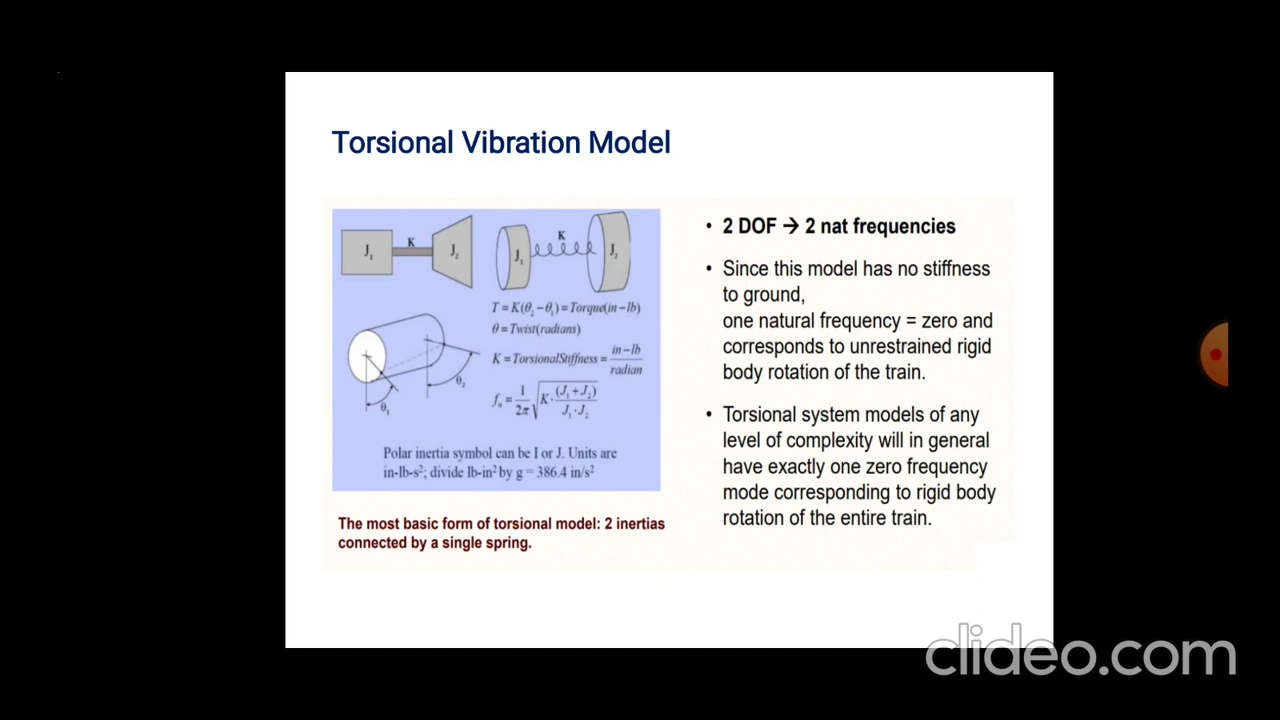 Torsional Vibration Model
J₁ K J₂
J₁ K J₂
T = K(θ₂ − θ₁) = Torque(in − lb)
θ = Twist(radians)
K = TorsionalStiffness = in − lb / radian
fₙ = 1/2π √K · (J₁ + J₂) / J₁ · J₂
θ₂
θ₁
Polar inertia symbol can be I or J. Units are
in-lb-s²; divide lb-in² by g = 386.4 in/s²
The most basic form of torsional model: 2 inertias
connected by a single spring.
• 2 DOF → 2 nat frequencies
• Since this model has no stiffness
to ground,
one natural frequency = zero and
corresponds to unrestrained rigid
body rotation of the train.
• Torsional system models of any
level of complexity will in general
have exactly one zero frequency
mode corresponding to rigid body
rotation of the entire train.
clideo.com